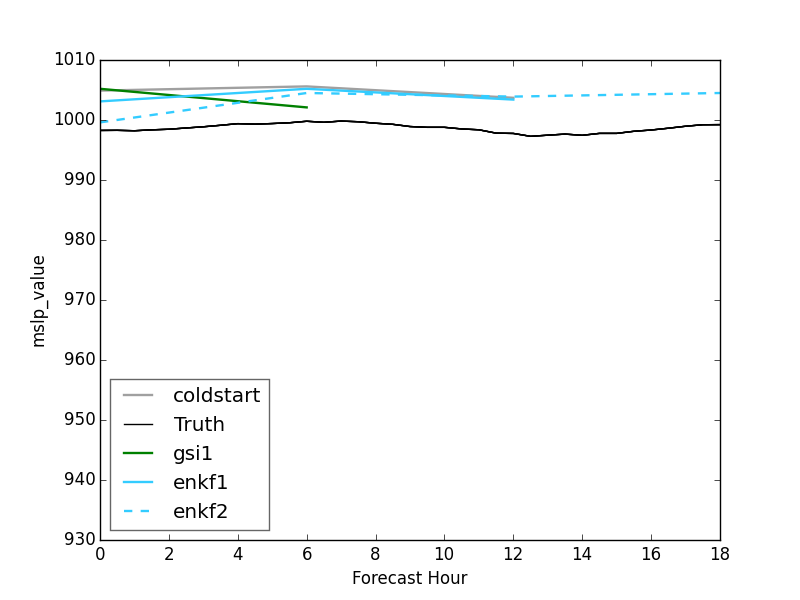 1010
1000
990
980
970
960
950
940
930
mslp_value
coldstart
Truth
gsi1
enkf1
enkf2
0 2 4 6 8 10 12 14 16 18
Forecast Hour